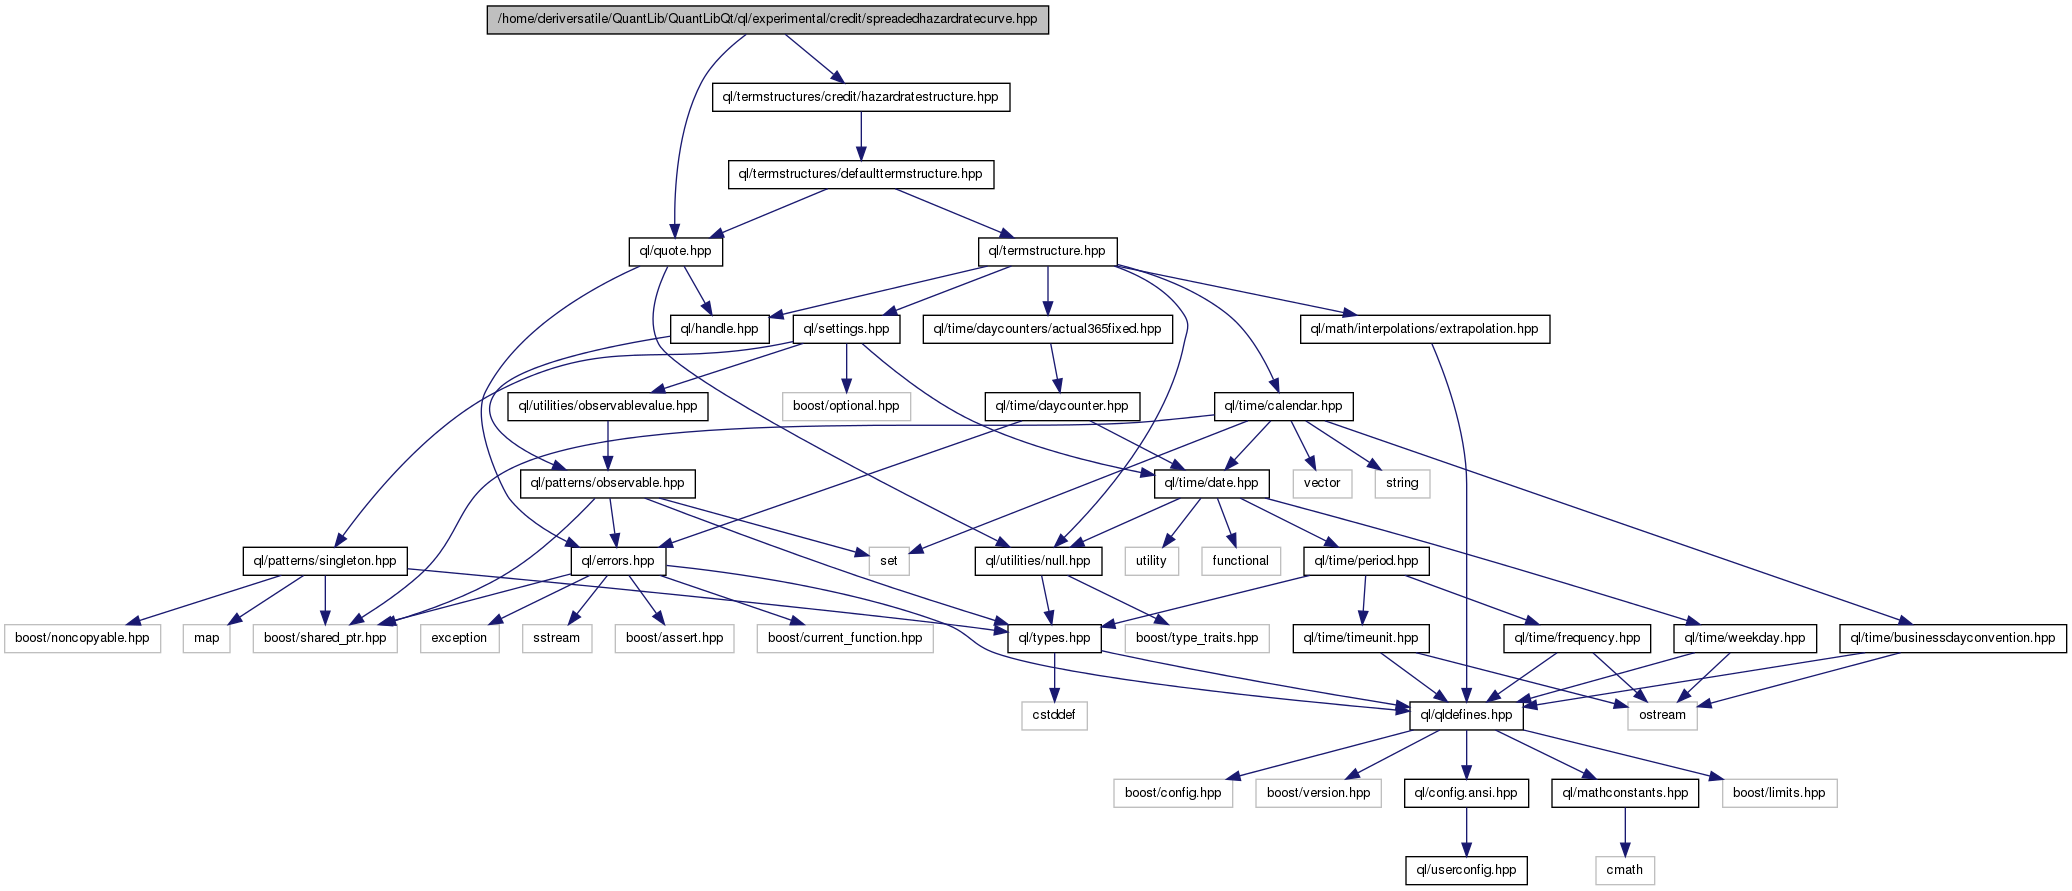 /home/deriversatile/QuantLib/QuantLibQt/ql/experimental/credit/spreadedhazardratecurve.hpp
ql/termstructures/credit/hazardratestructure.hpp
ql/termstructures/defaulttermstructure.hpp
ql/quote.hpp
ql/termstructure.hpp
ql/handle.hpp
ql/settings.hpp
ql/time/daycounters/actual365fixed.hpp
ql/math/interpolations/extrapolation.hpp
ql/utilities/observablevalue.hpp
boost/optional.hpp
ql/time/daycounter.hpp
ql/time/calendar.hpp
ql/patterns/observable.hpp
ql/time/date.hpp
vector
string
ql/patterns/singleton.hpp
ql/errors.hpp
set
ql/utilities/null.hpp
utility
functional
ql/time/period.hpp
boost/noncopyable.hpp
map
boost/shared_ptr.hpp
exception
sstream
boost/assert.hpp
boost/current_function.hpp
ql/types.hpp
boost/type_traits.hpp
ql/time/timeunit.hpp
ql/time/frequency.hpp
ql/time/weekday.hpp
ql/time/businessdayconvention.hpp
cstddef
ql/qldefines.hpp
ostream
boost/config.hpp
boost/version.hpp
ql/config.ansi.hpp
ql/mathconstants.hpp
boost/limits.hpp
ql/userconfig.hpp
cmath